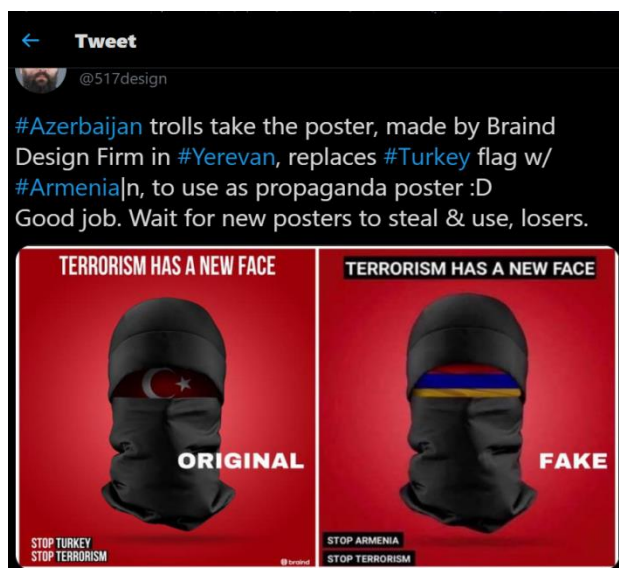 Tweet
@517design
#Azerbaijan trolls take the poster, made by Braind
Design Firm in #Yerevan, replaces #Turkey flag w/
#Armenia|n, to use as propaganda poster :D
Good job. Wait for new posters to steal & use, losers.
TERRORISM HAS A NEW FACE
ORIGINAL
STOP TURKEY
STOP TERRORISM
braind
TERRORISM HAS A NEW FACE
FAKE
STOP ARMENIA
STOP TERRORISM